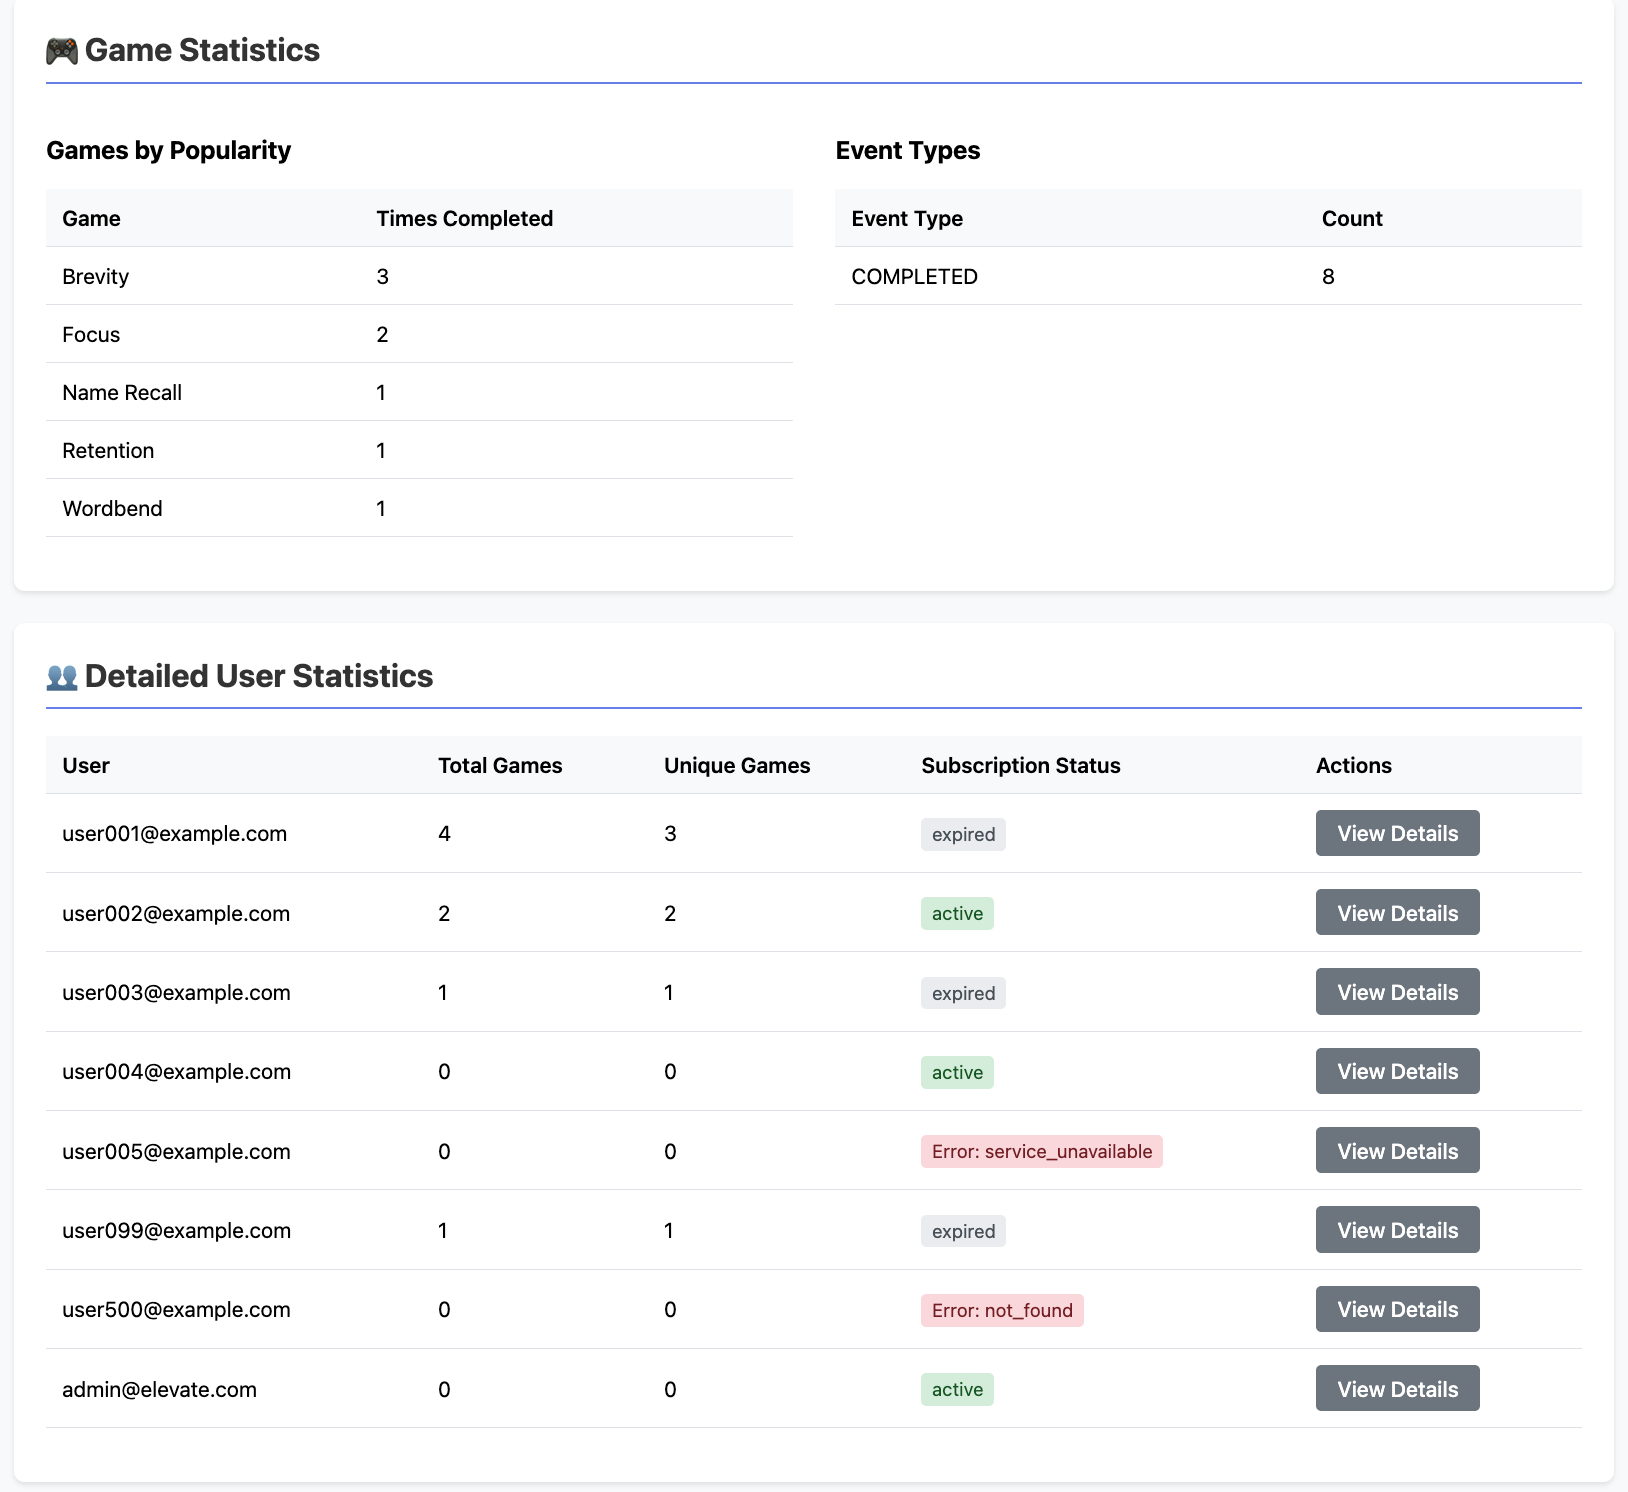 🎮 Game Statistics
Games by Popularity
Game Times Completed
Brevity 3
Focus 2
Name Recall 1
Retention 1
Wordbend 1
Event Types
Event Type Count
COMPLETED 8
👥 Detailed User Statistics
User Total Games Unique Games Subscription Status Actions
user001@example.com 4 3 expired View Details
user002@example.com 2 2 active View Details
user003@example.com 1 1 expired View Details
user004@example.com 0 0 active View Details
user005@example.com 0 0 Error: service_unavailable View Details
user099@example.com 1 1 expired View Details
user500@example.com 0 0 Error: not_found View Details
admin@elevate.com 0 0 active View Details